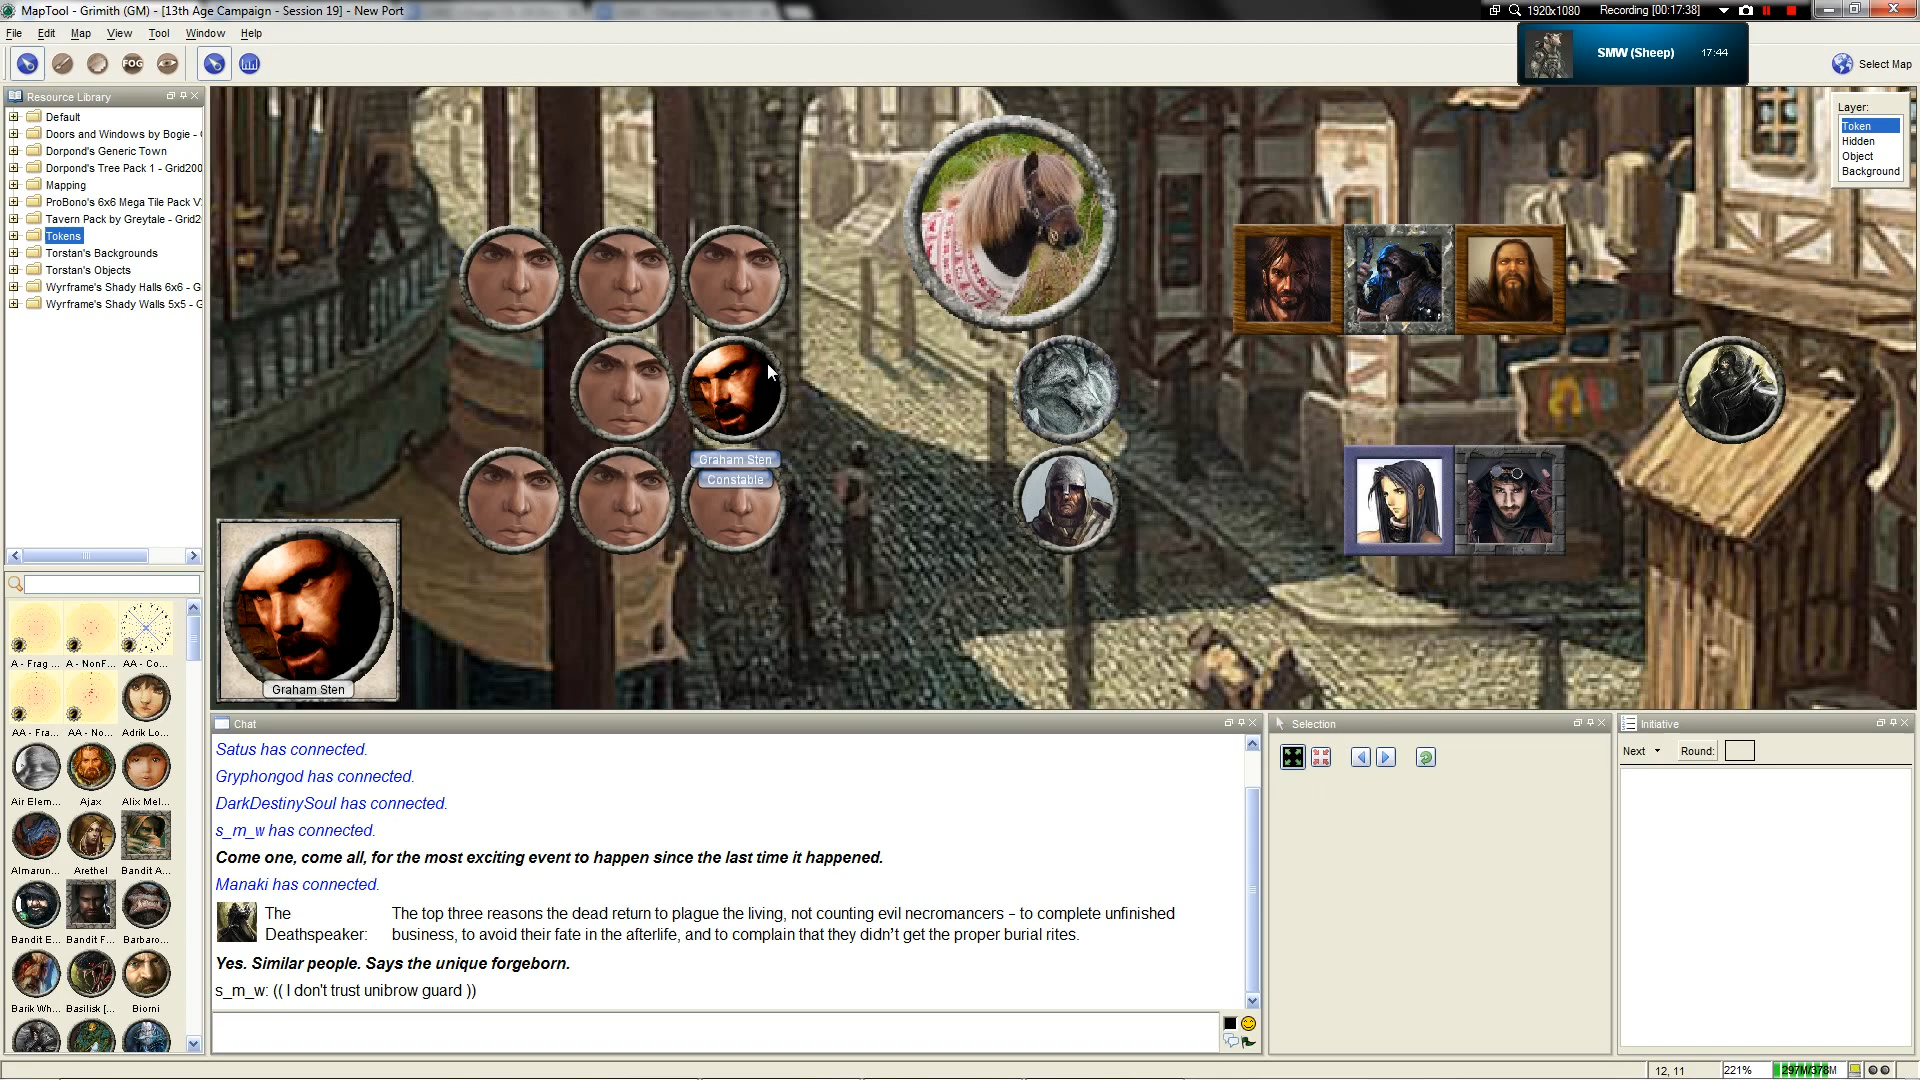 MapTool - Grimith (GM) - [13th Age Campaign - Session 19] - New Port
1920x1080
Recording [00:17:38]
File Edit Map View Tool Window Help
FOG
SMW (Sheep)
17:44
Select Map
Resource Library
Default
Doors and Windows by Bogie -
Dorpond's Generic Town
Dorpond's Tree Pack 1 - Grid200
Mapping
ProBono's 6x6 Mega Tile Pack V
Tavern Pack by Greytale - Grid2
Tokens
Torstan's Backgrounds
Torstan's Objects
Wyrframe's Shady Halls 6x6 - G
Wyrframe's Shady Walls 5x5 - G
Layer:
Token
Hidden
Object
Background
Graham Sten
Constable
Graham Sten
A - Frag ... A - NonF... AA - Co...
AA - Fra... AA - No... Adrik Lo...
Air Elem... Ajax Alix Mel...
Almarun... Arethel Bandit A...
Bandit E... Bandit F... Barbaro...
Barik Wh... Basilisk [... Biorni
Chat
Satus has connected.
Gryphongod has connected.
DarkDestinySoul has connected.
s_m_w has connected.
Come one, come all, for the most exciting event to happen since the last time it happened.
Manaki has connected.
The Deathspeaker: The top three reasons the dead return to plague the living, not counting evil necromancers – to complete unfinished
business, to avoid their fate in the afterlife, and to complain that they didn't get the proper burial rites.
Yes. Similar people. Says the unique forgeborn.
s_m_w: (( I don't trust unibrow guard ))
Selection
Initiative
Next
Round:
12, 11
221%
297M/378M